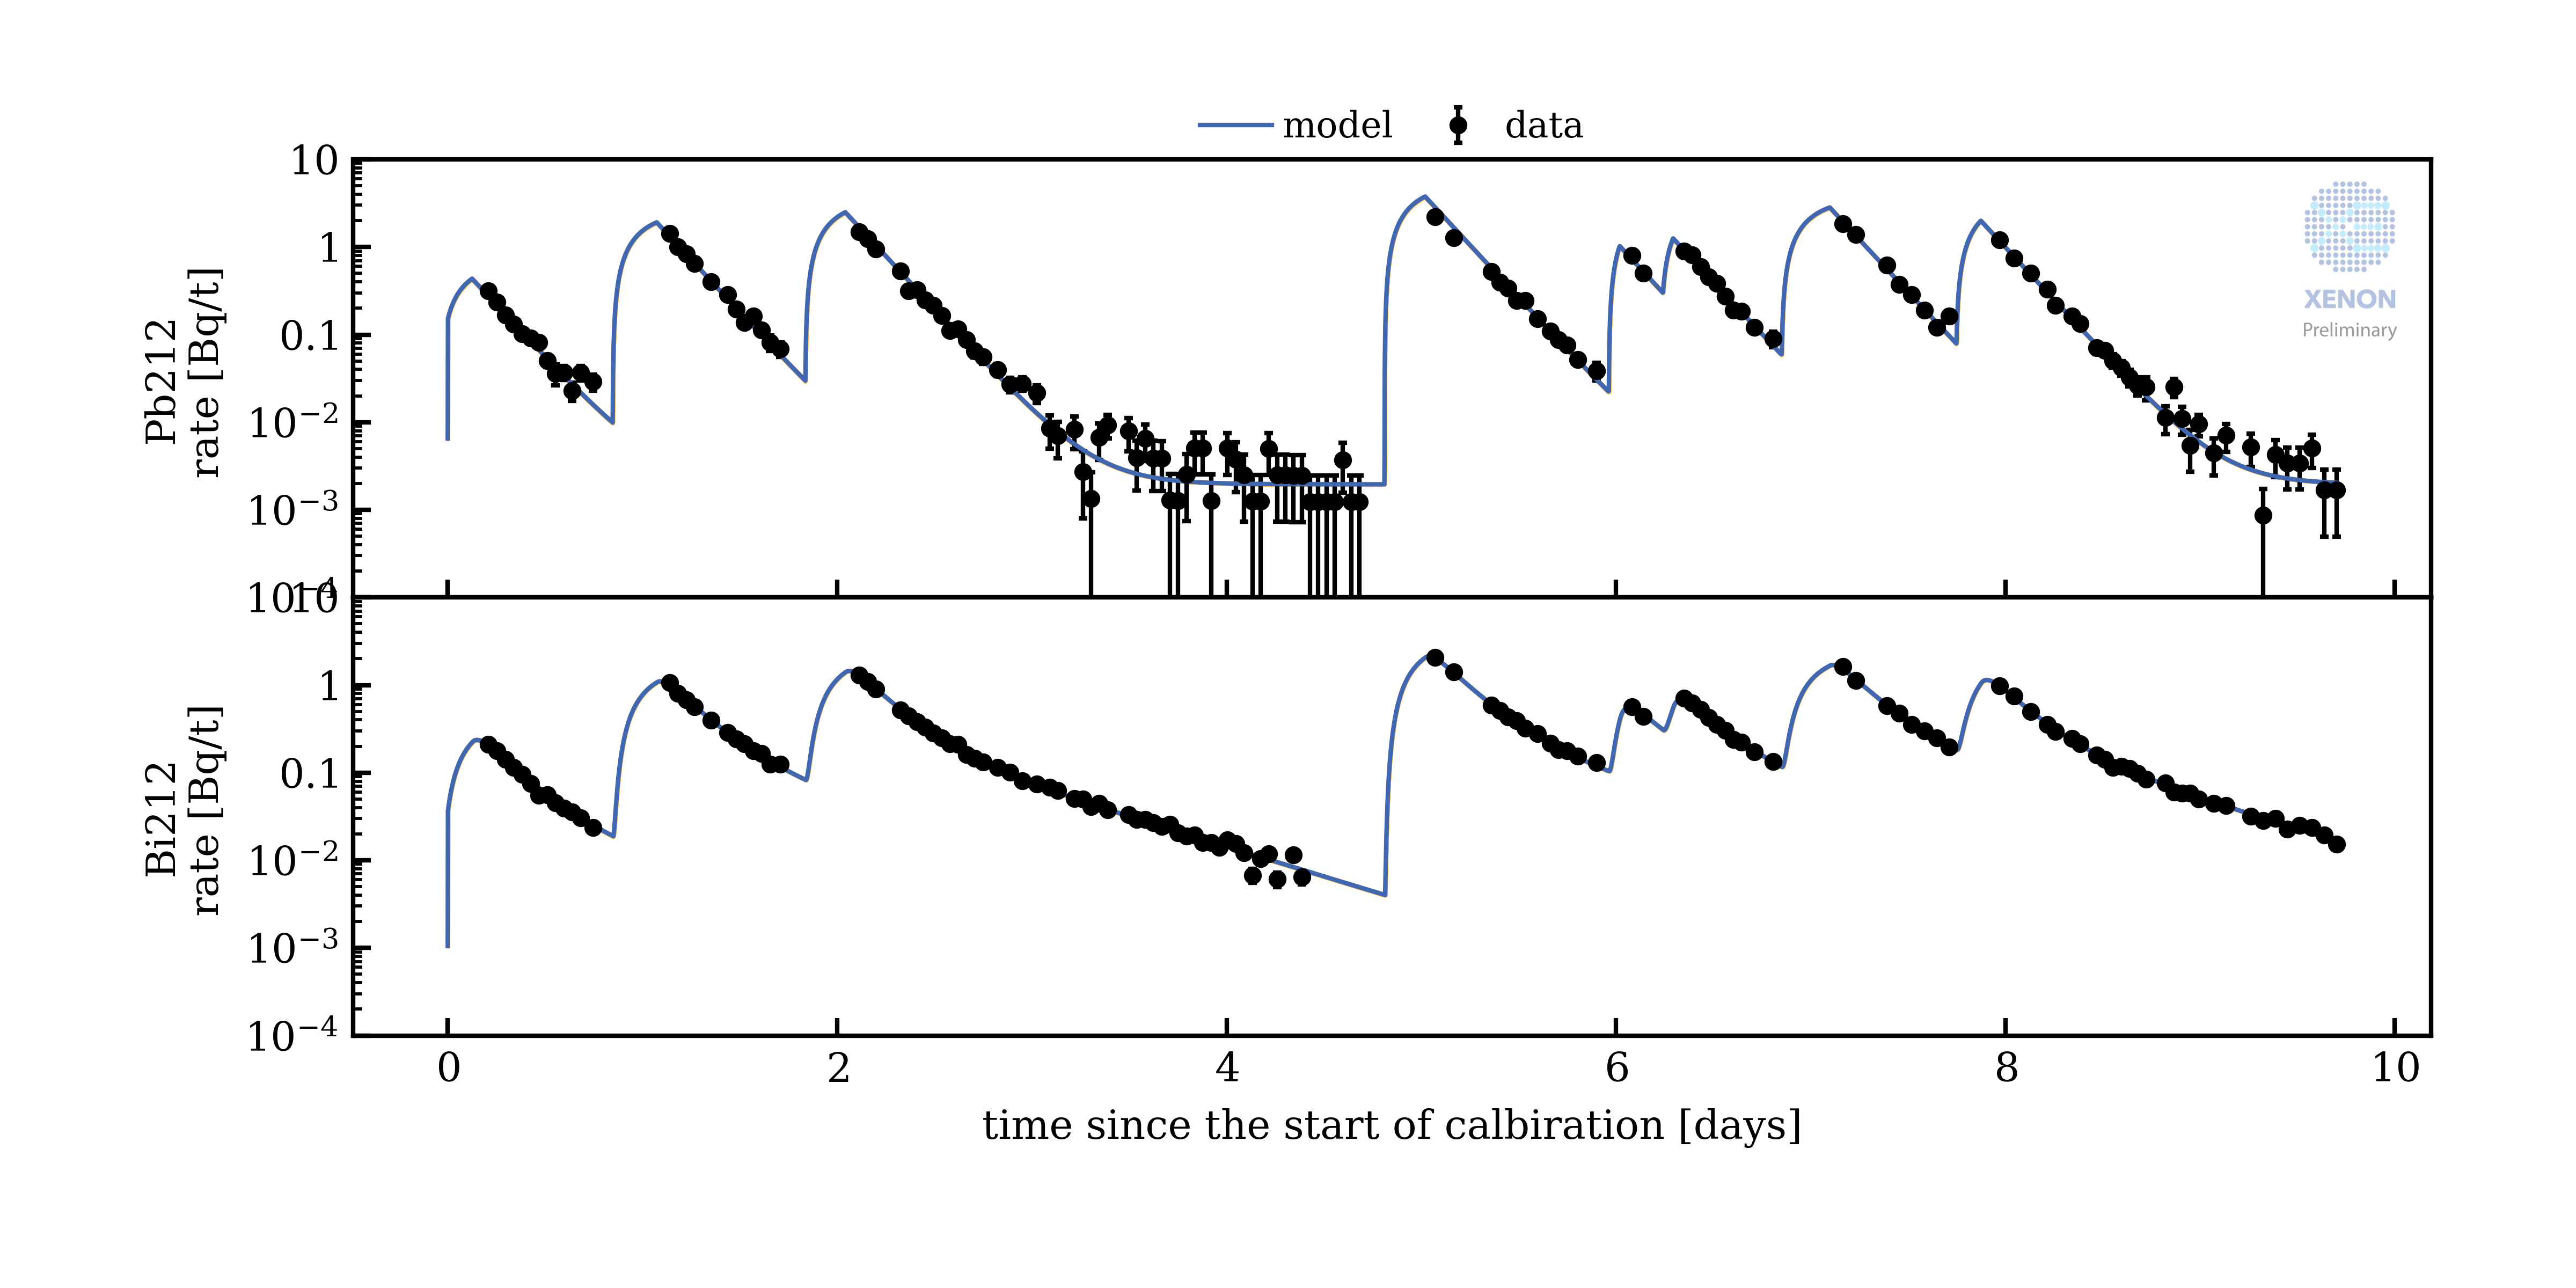 model data
10
1
0.1
10⁻²
10⁻³
10⁻⁴
Pb212
rate [Bq/t]
XENON
Preliminary
10
1
0.1
10⁻²
10⁻³
10⁻⁴
Bi212
rate [Bq/t]
0 2 4 6 8 10
time since the start of calbiration [days]